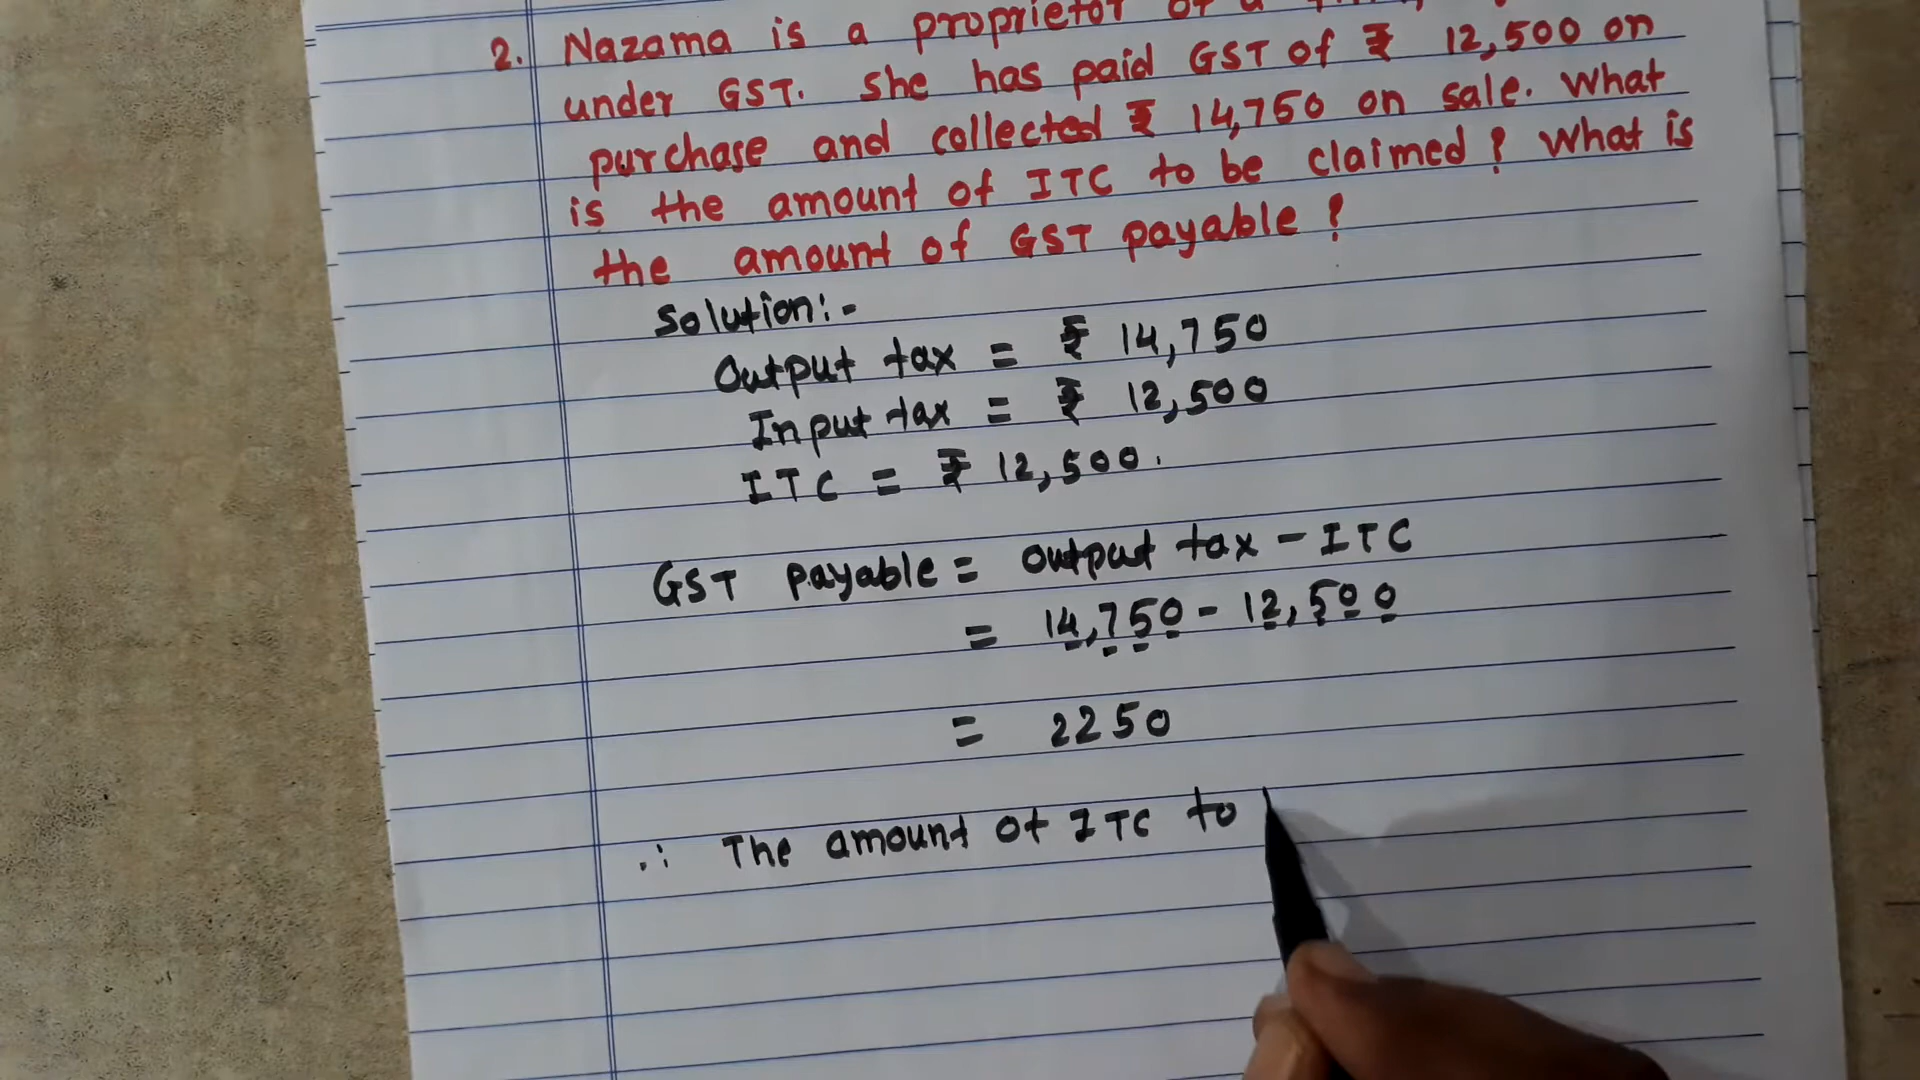 2. Nazama is a proprietor of a
under GST. She has paid GST of ₹ 12,500 on
purchase and collected ₹ 14,750 on sale. What
is the amount of ITC to be claimed? What is
the amount of GST payable?
Solution:-
Output tax = ₹ 14,750
Input tax = ₹ 12,500
ITC = ₹ 12,500.
GST payable = output tax - ITC
= 14,750 - 12,500
= 2250
∴ The amount of ITC to